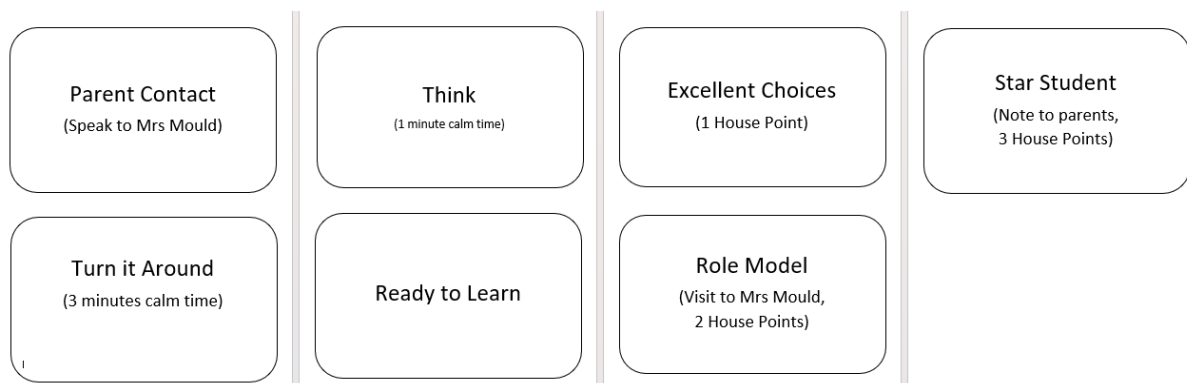 Parent Contact
(Speak to Mrs Mould)
Turn it Around
(3 minutes calm time)
Think
(1 minute calm time)
Ready to Learn
Excellent Choices
(1 House Point)
Role Model
(Visit to Mrs Mould,
2 House Points)
Star Student
(Note to parents,
3 House Points)